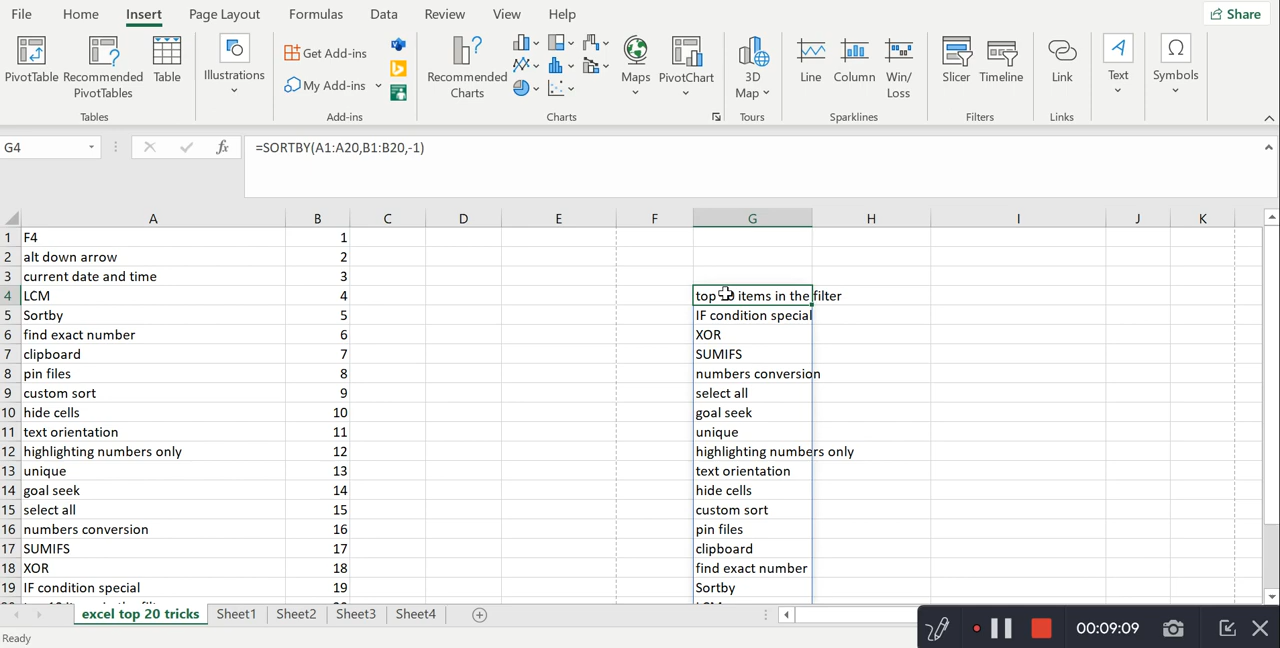 File Home Insert Page Layout Formulas Data Review View Help Share
PivotTable Recommended PivotTables Table Illustrations Get Add-ins My Add-ins Recommended Charts Maps PivotChart 3D Map Line Column Win/ Loss Slicer Timeline Link Text Symbols
Tables Add-ins Charts Tours Sparklines Filters Links
G4 fx =SORTBY(A1:A20,B1:B20,-1)
A B C D E F G H I J K
1 F4 1
2 alt down arrow 2
3 current date and time 3
4 LCM 4 top items in the filter
5 Sortby 5 IF condition special
6 find exact number 6 XOR
7 clipboard 7 SUMIFS
8 pin files 8 numbers conversion
9 custom sort 9 select all
10 hide cells 10 goal seek
11 text orientation 11 unique
12 highlighting numbers only 12 highlighting numbers only
13 unique 13 text orientation
14 goal seek 14 hide cells
15 select all 15 custom sort
16 numbers conversion 16 pin files
17 SUMIFS 17 clipboard
18 XOR 18 find exact number
19 IF condition special 19 Sortby
excel top 20 tricks Sheet1 Sheet2 Sheet3 Sheet4
Ready 00:09:09